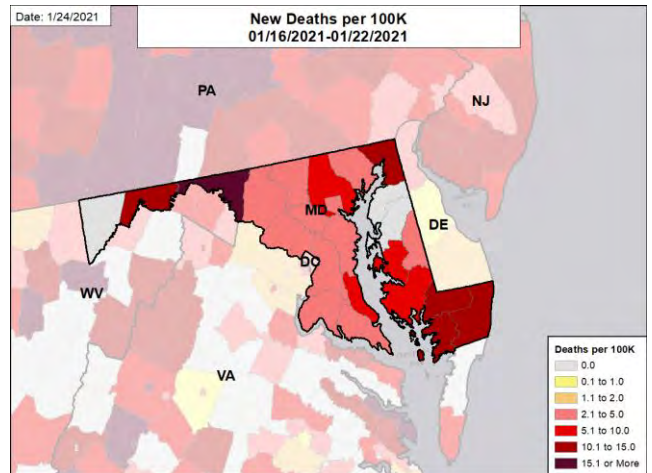 Date: 1/24/2021
New Deaths per 100K
01/16/2021-01/22/2021
PA
NJ
MD
DE
DC
WV
VA
Deaths per 100K
0.0
0.1 to 1.0
1.1 to 2.0
2.1 to 5.0
5.1 to 10.0
10.1 to 15.0
15.1 or More